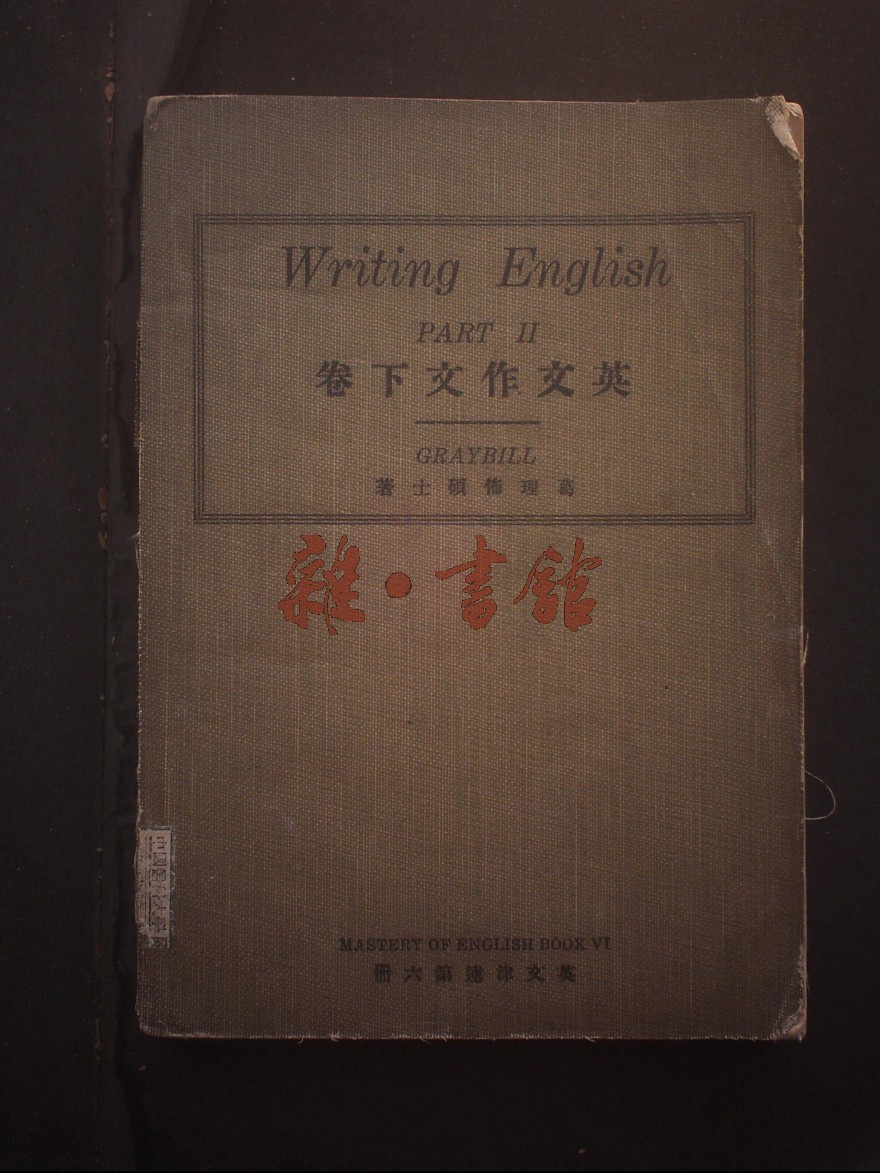 Writing English
PART II
英文作文下卷
GRAYBILL
葛理佩碩士著
雜·書館
MASTERY OF ENGLISH BOOK VI
英文津逮第六冊